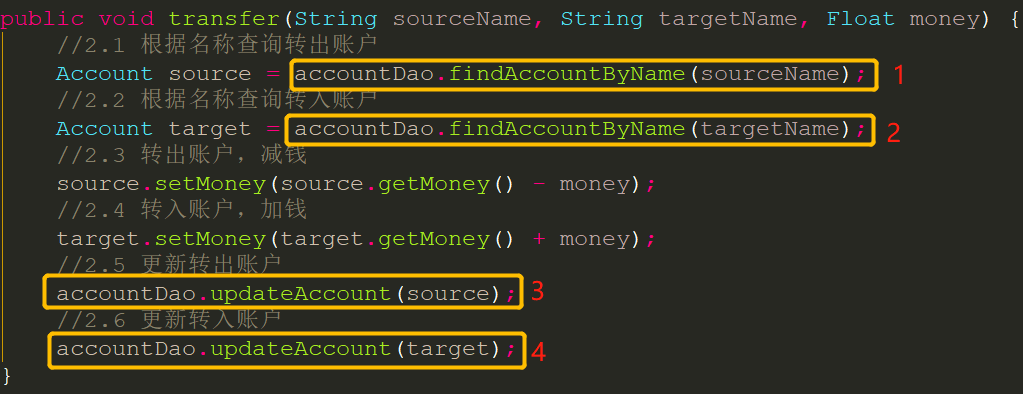 public void transfer(String sourceName, String targetName, Float money) {
//2.1 根据名称查询转出账户
Account source = accountDao.findAccountByName(sourceName); 1
//2.2 根据名称查询转入账户
Account target = accountDao.findAccountByName(targetName); 2
//2.3 转出账户，减钱
source.setMoney(source.getMoney() - money);
//2.4 转入账户，加钱
target.setMoney(target.getMoney() + money);
//2.5 更新转出账户
accountDao.updateAccount(source); 3
//2.6 更新转入账户
accountDao.updateAccount(target); 4
}